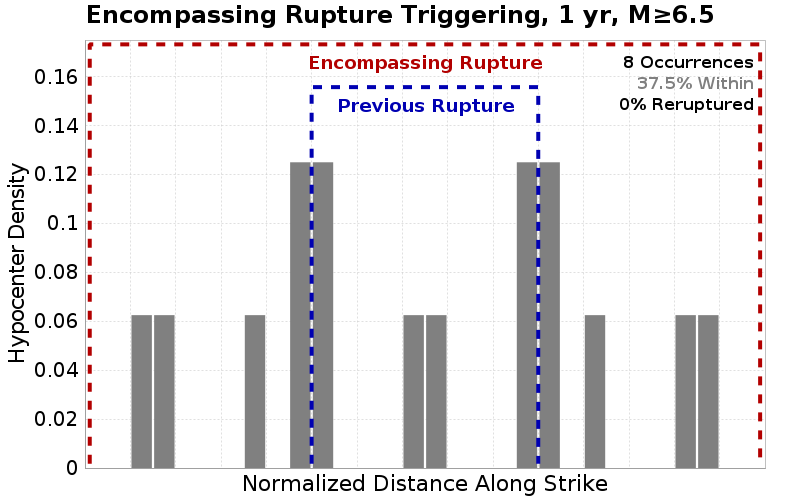 Encompassing Rupture Triggering, 1 yr, M≥6.5
Encompassing Rupture
8 Occurrences
37.5% Within
0% Reruptured
Previous Rupture
Hypocenter Density
0.16
0.14
0.12
0.1
0.08
0.06
0.04
0.02
0
Normalized Distance Along Strike